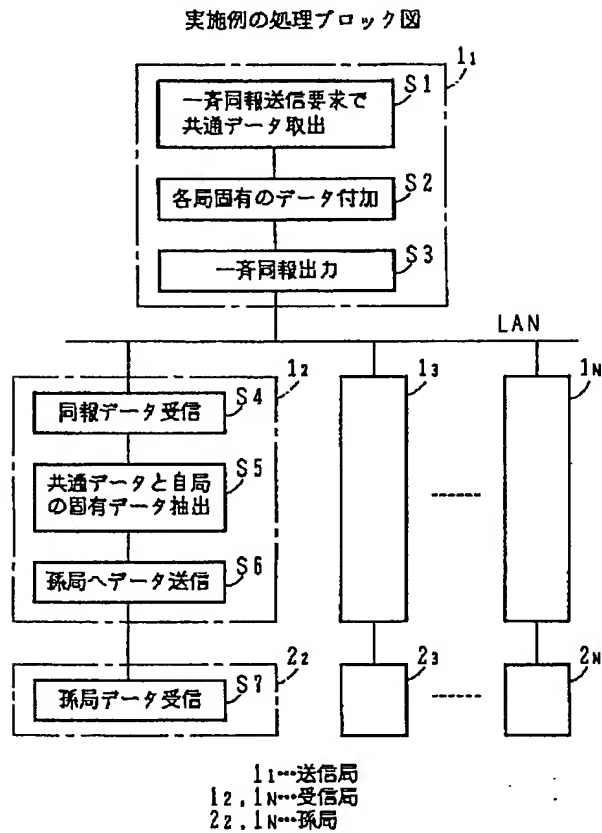 実施例の処理ブロック図
11
S1
一斉同報送信要求で
共通データ取出
S2
各局固有のデータ付加
S3
一斉同報出力
LAN
12
13
1N
S4
同報データ受信
S5
共通データと自局
の固有データ抽出
S6
孫局へデータ送信
22
23
2N
S7
孫局データ受信
11…送信局
12,1N…受信局
22,1N…孫局